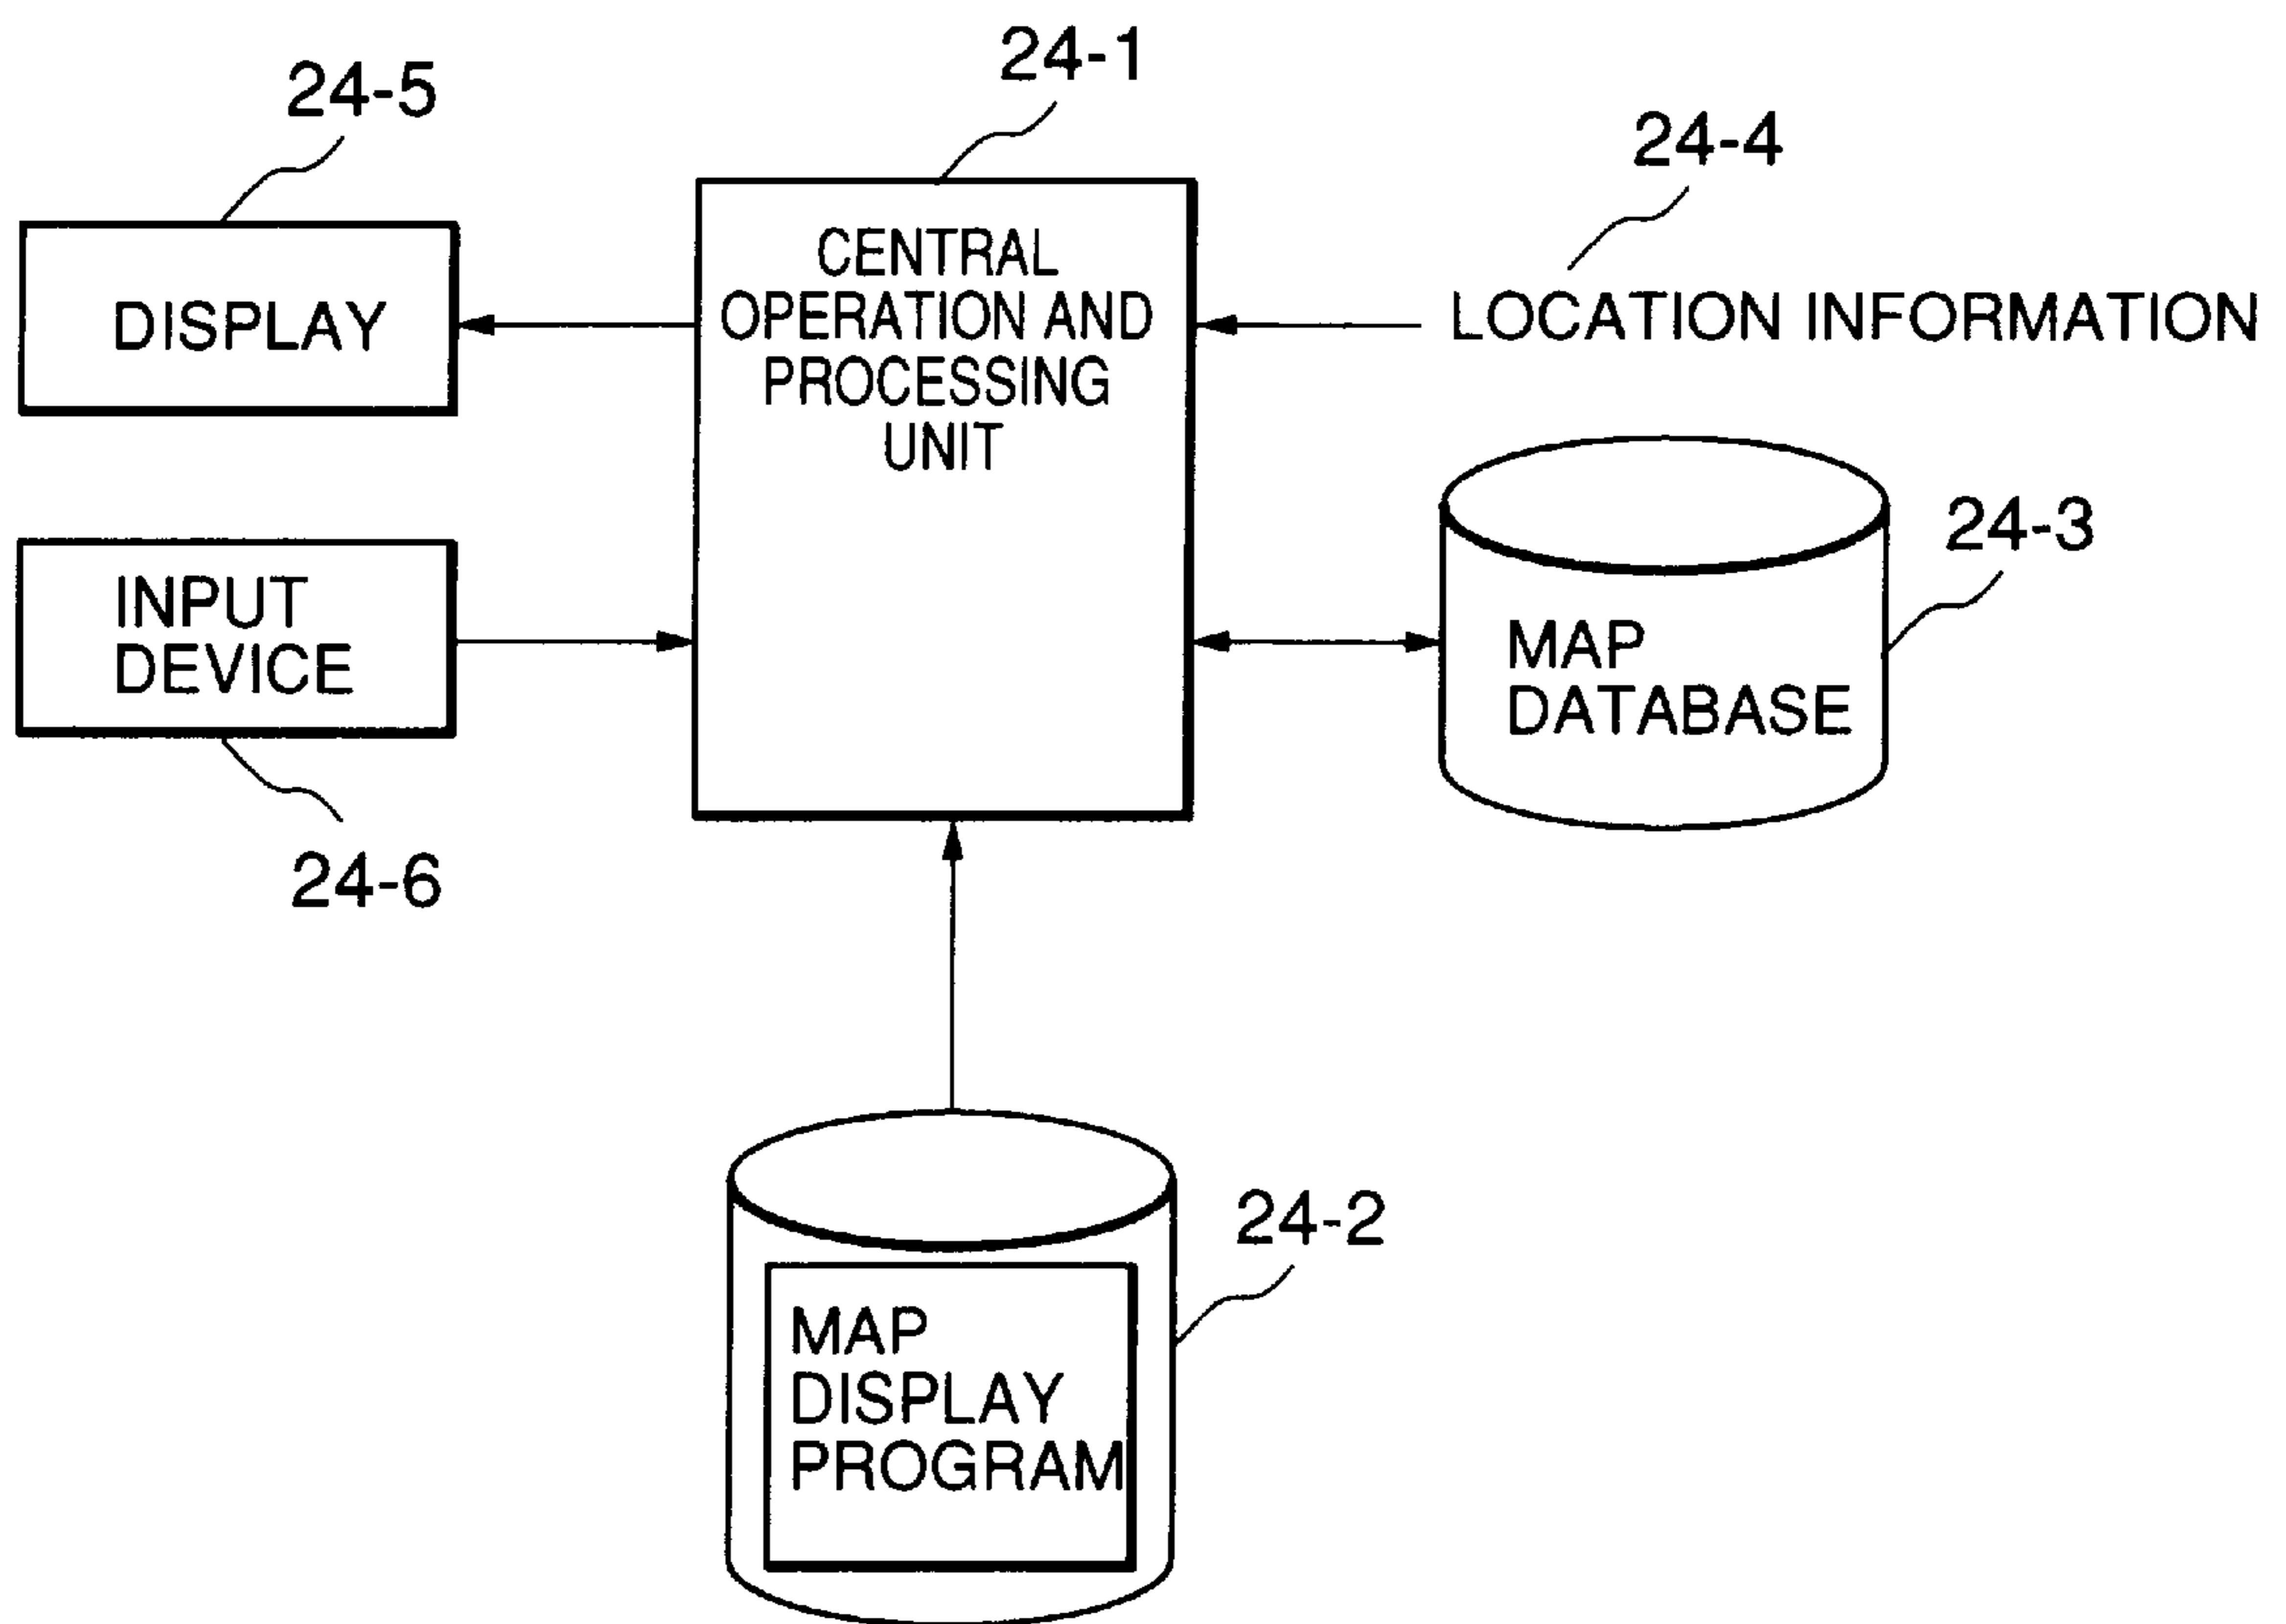 24-1
24-5
24-4
CENTRAL
OPERATION AND
PROCESSING
UNIT
DISPLAY
LOCATION INFORMATION
24-3
INPUT
DEVICE
MAP
DATABASE
24-6
24-2
MAP
DISPLAY
PROGRAM